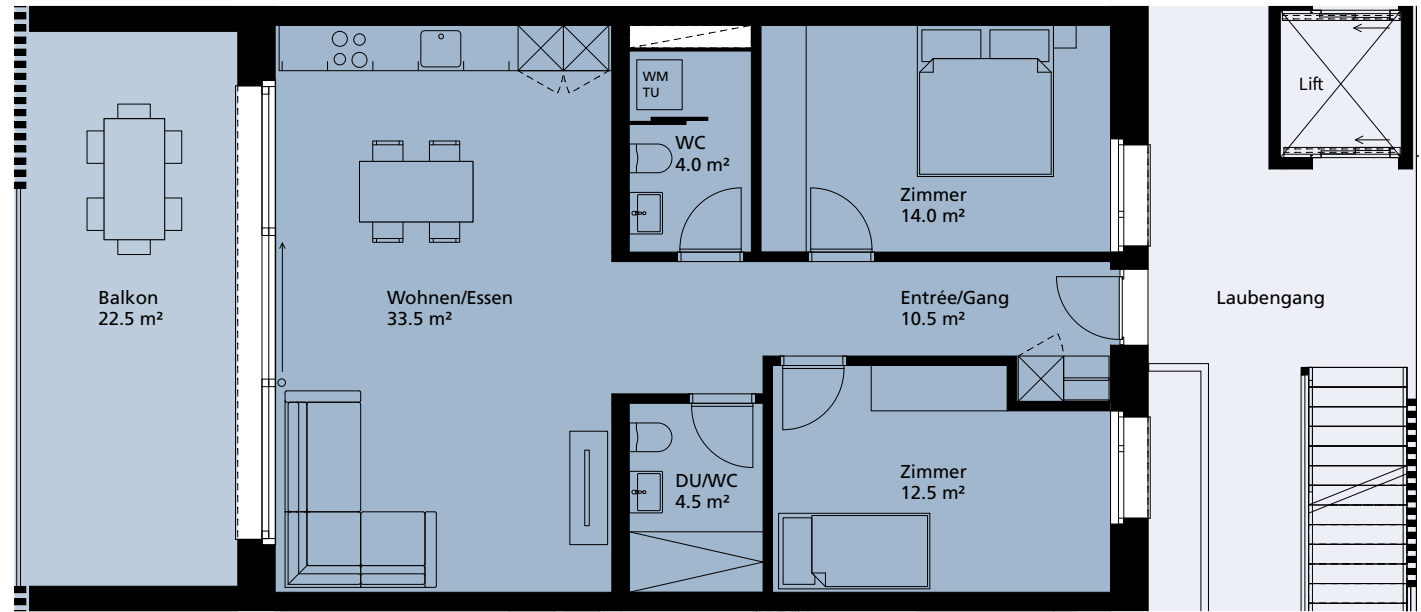 WM
TU
WC
4.0 m²
Zimmer
14.0 m²
Lift
Balkon
22.5 m²
Wohnen/Essen
33.5 m²
Entrée/Gang
10.5 m²
Laubengang
DU/WC
4.5 m²
Zimmer
12.5 m²